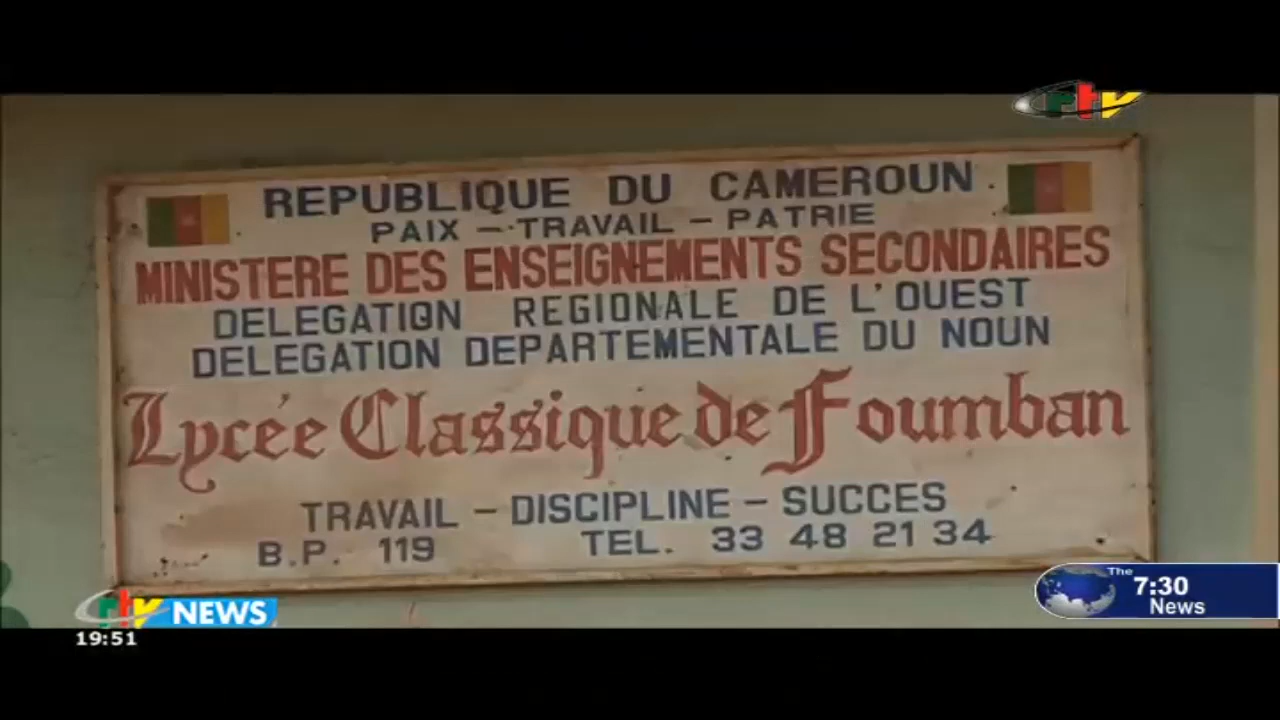 crtv
REPUBLIQUE DU CAMEROUN
PAIX - TRAVAIL - PATRIE
MINISTERE DES ENSEIGNEMENTS SECONDAIRES
DELEGATION REGIONALE DE L'OUEST
DELEGATION DEPARTEMENTALE DU NOUN
Lycée Classique de Foumban
TRAVAIL - DISCIPLINE - SUCCES
B.P. 119 TEL. 33 48 21 34
The 7:30
News
crtv NEWS
19:51